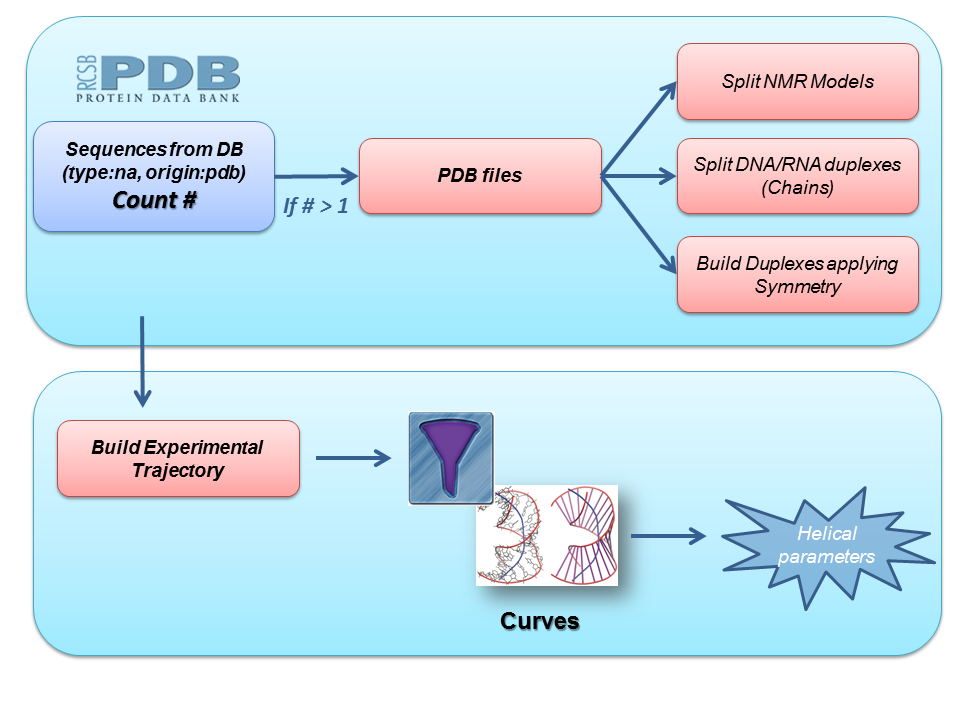 RCSB
PDB
PROTEIN DATA BANK
Sequences from DB
(type:na, origin:pdb)
Count #
If # > 1
PDB files
Split NMR Models
Split DNA/RNA duplexes
(Chains)
Build Duplexes applying
Symmetry
Build Experimental
Trajectory
Curves
Helical
parameters